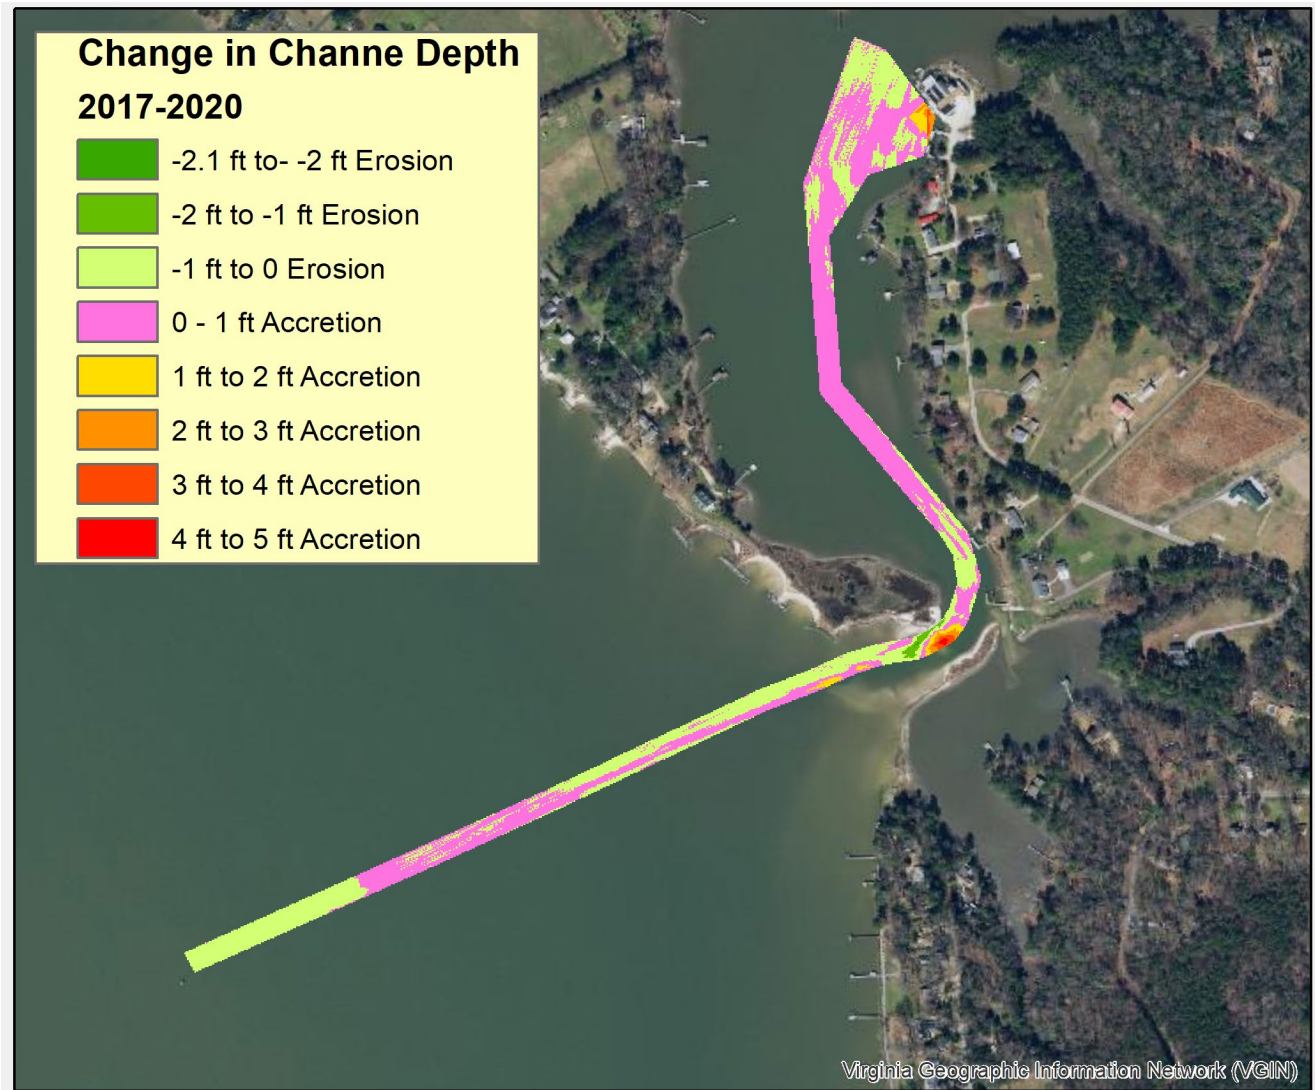 Change in Channe Depth
2017-2020
-2.1 ft to- -2 ft Erosion
-2 ft to -1 ft Erosion
-1 ft to 0 Erosion
0 - 1 ft Accretion
1 ft to 2 ft Accretion
2 ft to 3 ft Accretion
3 ft to 4 ft Accretion
4 ft to 5 ft Accretion
Virginia Geographic Information Network (VGIN)